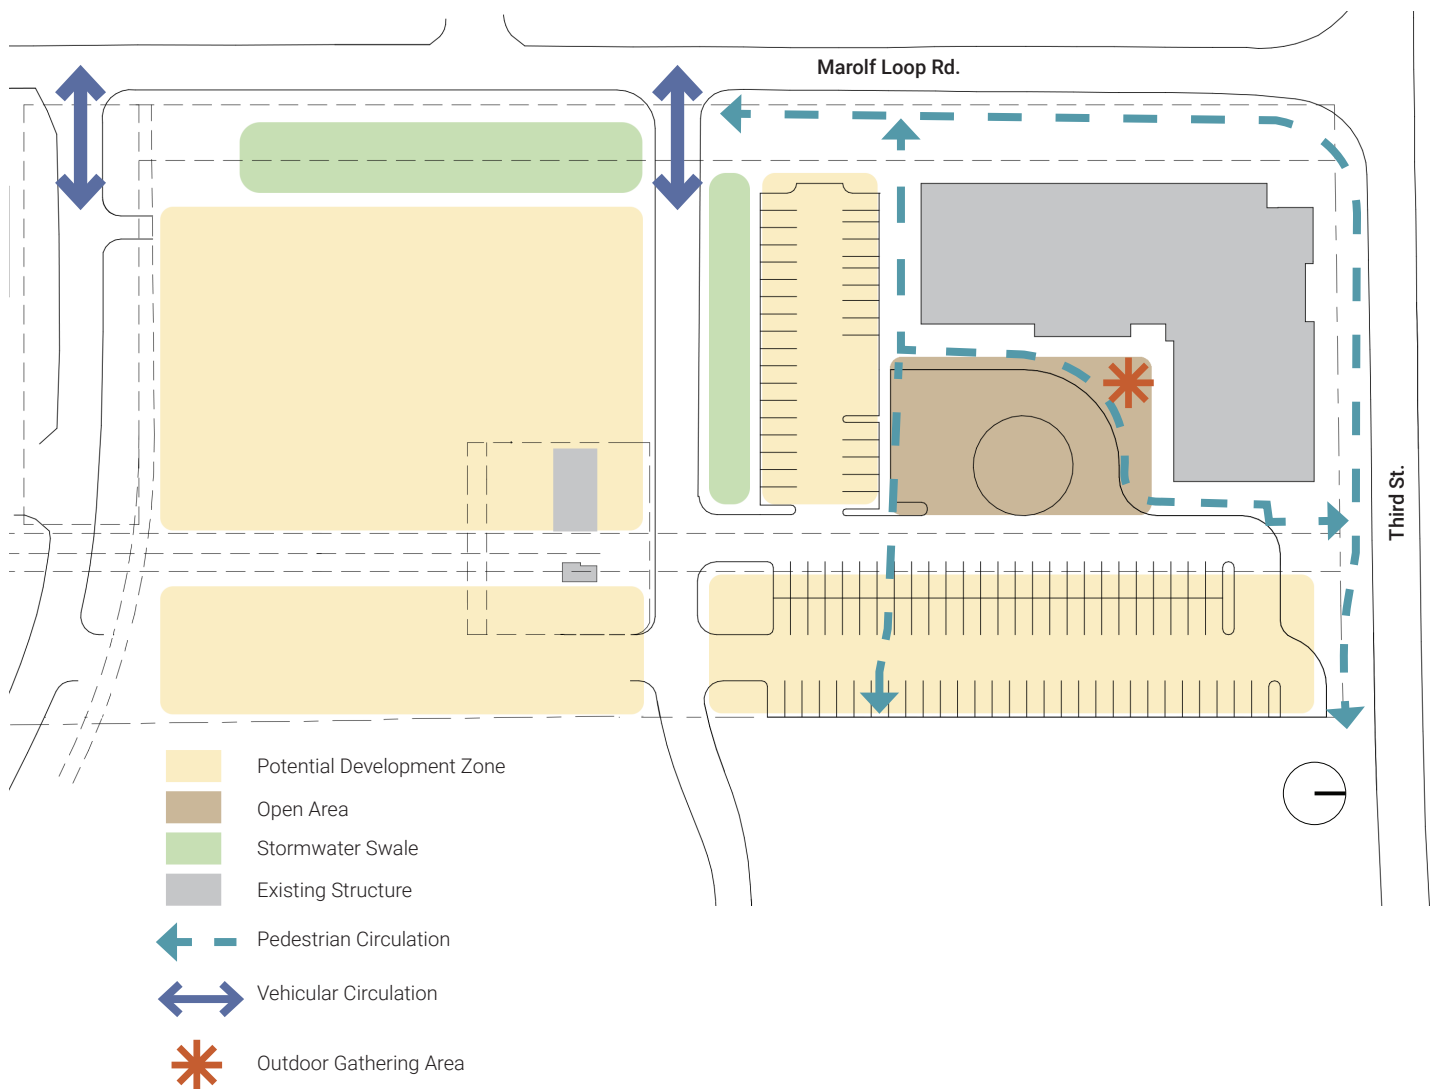 Marolf Loop Rd.
Third St.
Potential Development Zone
Open Area
Stormwater Swale
Existing Structure
Pedestrian Circulation
Vehicular Circulation
Outdoor Gathering Area